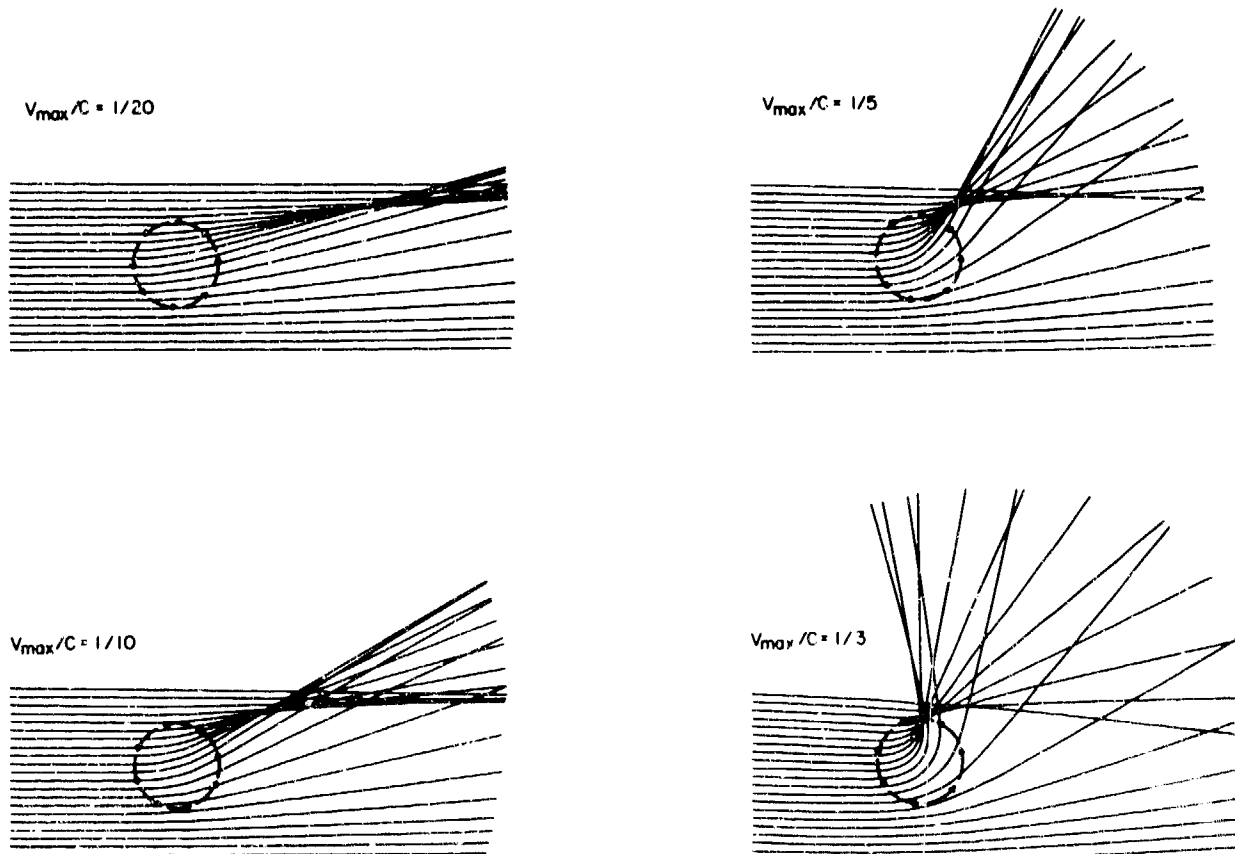 Vmax/C = 1/20
Vmax/C = 1/5
Vmax/C = 1/10
Vmax/C = 1/3